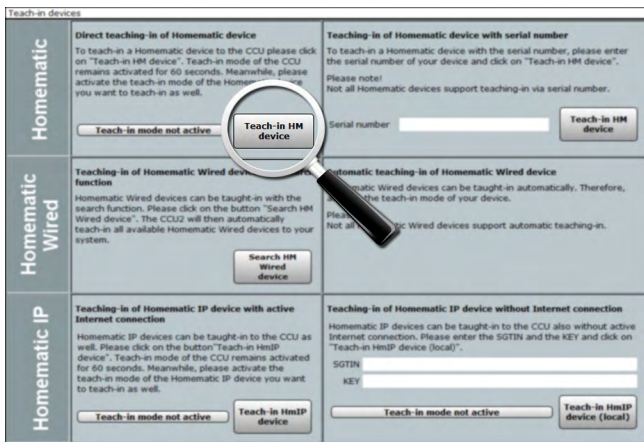 Teach-in devices
Homematic
Direct teaching-in of Homematic device
To teach-in a Homematic device to the CCU please click
on "Teach-in HM device". Teach-in mode of the CCU
remains activated for 60 seconds. Meanwhile, please
activate the teach-in mode of the
you want to teach-in as well.
Teach-in mode not active
Teach-in HM
device
Teaching-in of Homematic device with serial number
To teach-in a Homematic device with the serial number, please enter
the serial number of your device and click on "Teach-in HM device".
Please note!
Not all Homematic devices support teaching-in via serial number.
Serial number
Teach-in HM
device
Homematic
Wired
Teaching-in of Homematic Wired
function
Homematic Wired devices can be taught-in with the
search function. Please click on the button "Search HM
Wired device". The CCU2 will then automatically
teach-in all available Homematic Wired devices to your
system.
Search HM
Wired
device
teaching-in of Homematic Wired device
Wired devices can be taught-in automatically. Therefore,
the teach-in mode of your device.
Not all Wired devices support automatic teaching-in.
Homematic IP
Teaching-in of Homematic IP device with active
Internet connection
Homematic IP devices can be taught-in to the CCU as
well. Please click on the button"Teach-in HmIP
device". Teach-in mode of the CCU remains activated
for 60 seconds. Meanwhile, please activate the
teach-in mode of the Homematic IP device you want
to teach-in as well.
Teach-in mode not active
Teach-in HmIP
device
Teaching-in of Homematic IP device without Internet connection
Homematic IP devices can be taught-in to the CCU also without active
Internet connection. Please enter the SGTIN and the KEY and click on
"Teach-in HmIP device (local)".
SGTIN
KEY
Teach-in mode not active
Teach-in HmIP
device (local)